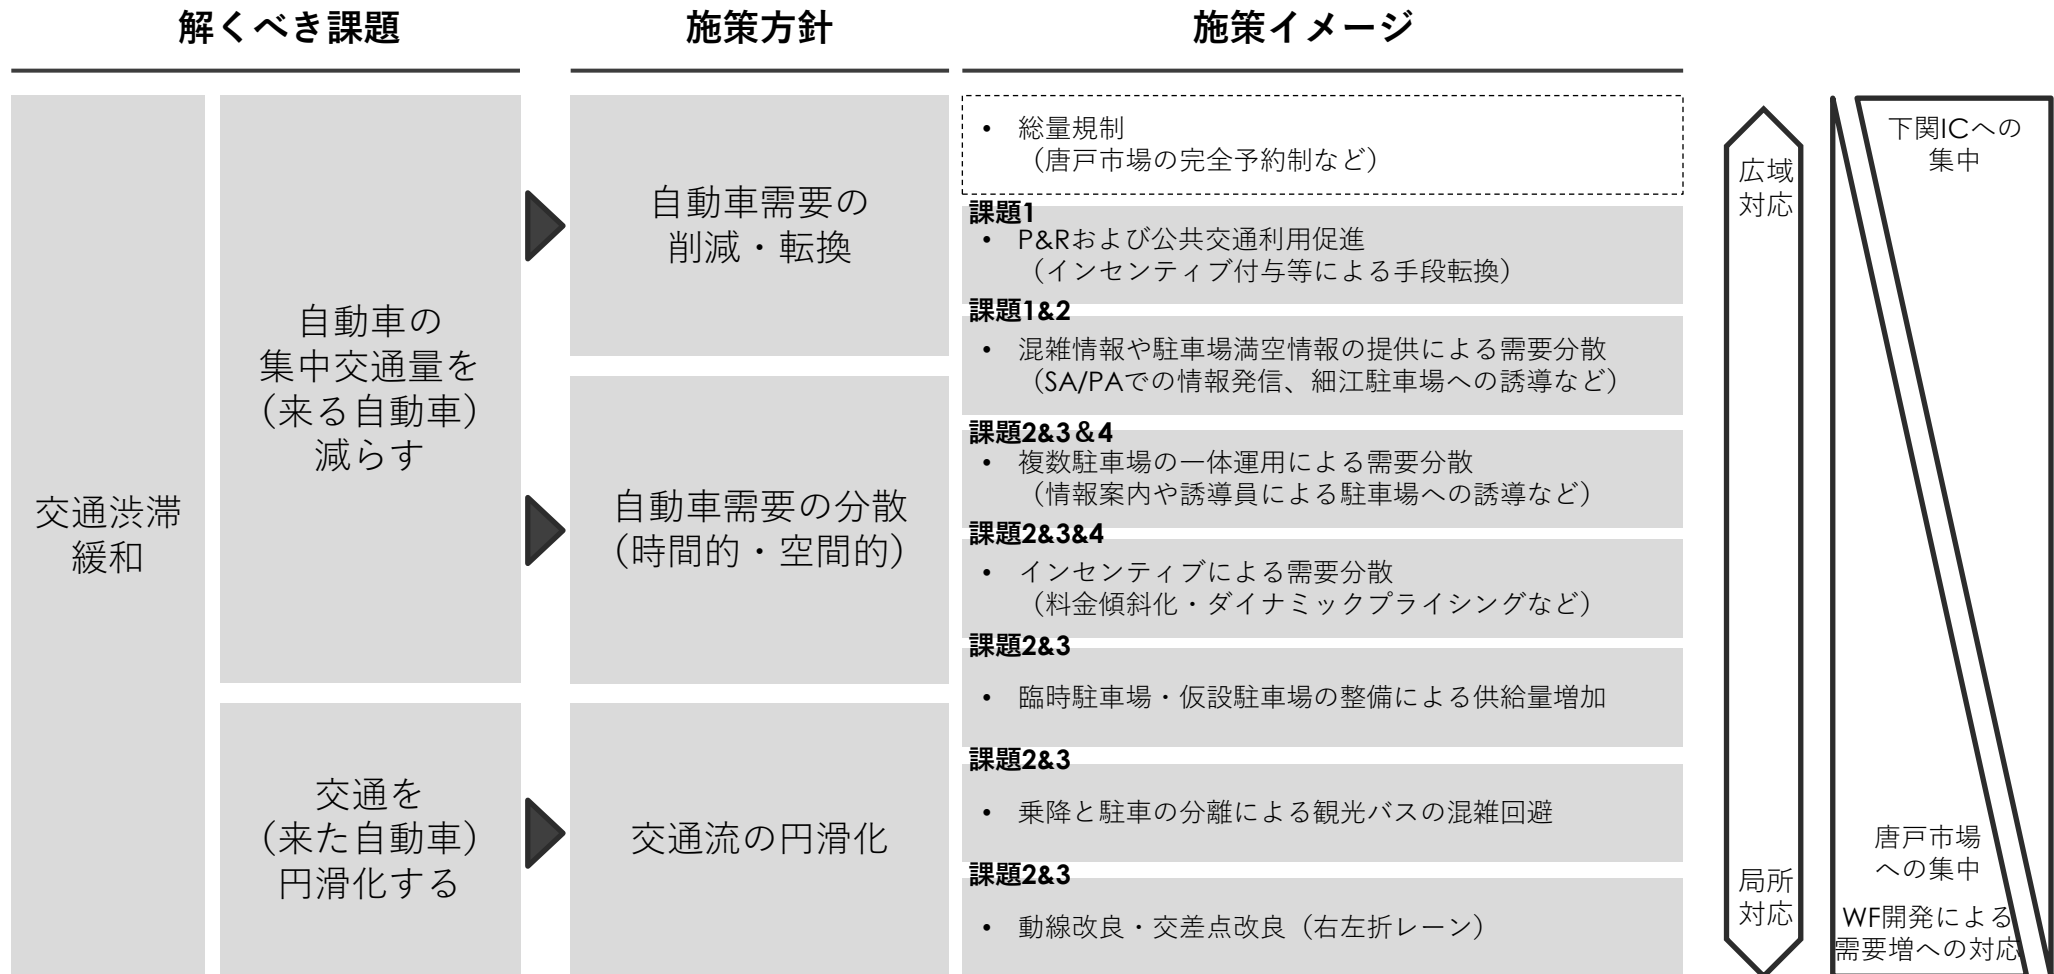 解くべき課題
施策方針
施策イメージ
交通渋滞
緩和
自動車の
集中交通量を
（来る自動車）
減らす
交通を
（来た自動車）
円滑化する
自動車需要の
削減・転換
自動車需要の分散
（時間的・空間的）
交通流の円滑化
• 総量規制
（唐戸市場の完全予約制など）
課題1
• P&Rおよび公共交通利用促進
（インセンティブ付与等による手段転換）
課題1&2
• 混雑情報や駐車場満空情報の提供による需要分散
（SA/PAでの情報発信、細江駐車場への誘導など）
課題2&3＆4
• 複数駐車場の一体運用による需要分散
（情報案内や誘導員による駐車場への誘導など）
課題2&3&4
• インセンティブによる需要分散
（料金傾斜化・ダイナミックプライシングなど）
課題2&3
• 臨時駐車場・仮設駐車場の整備による供給量増加
課題2&3
• 乗降と駐車の分離による観光バスの混雑回避
課題2&3
• 動線改良・交差点改良（右左折レーン）
広域
対応
局所
対応
下関ICへの
集中
唐戸市場
への集中
WF開発による
需要増への対応